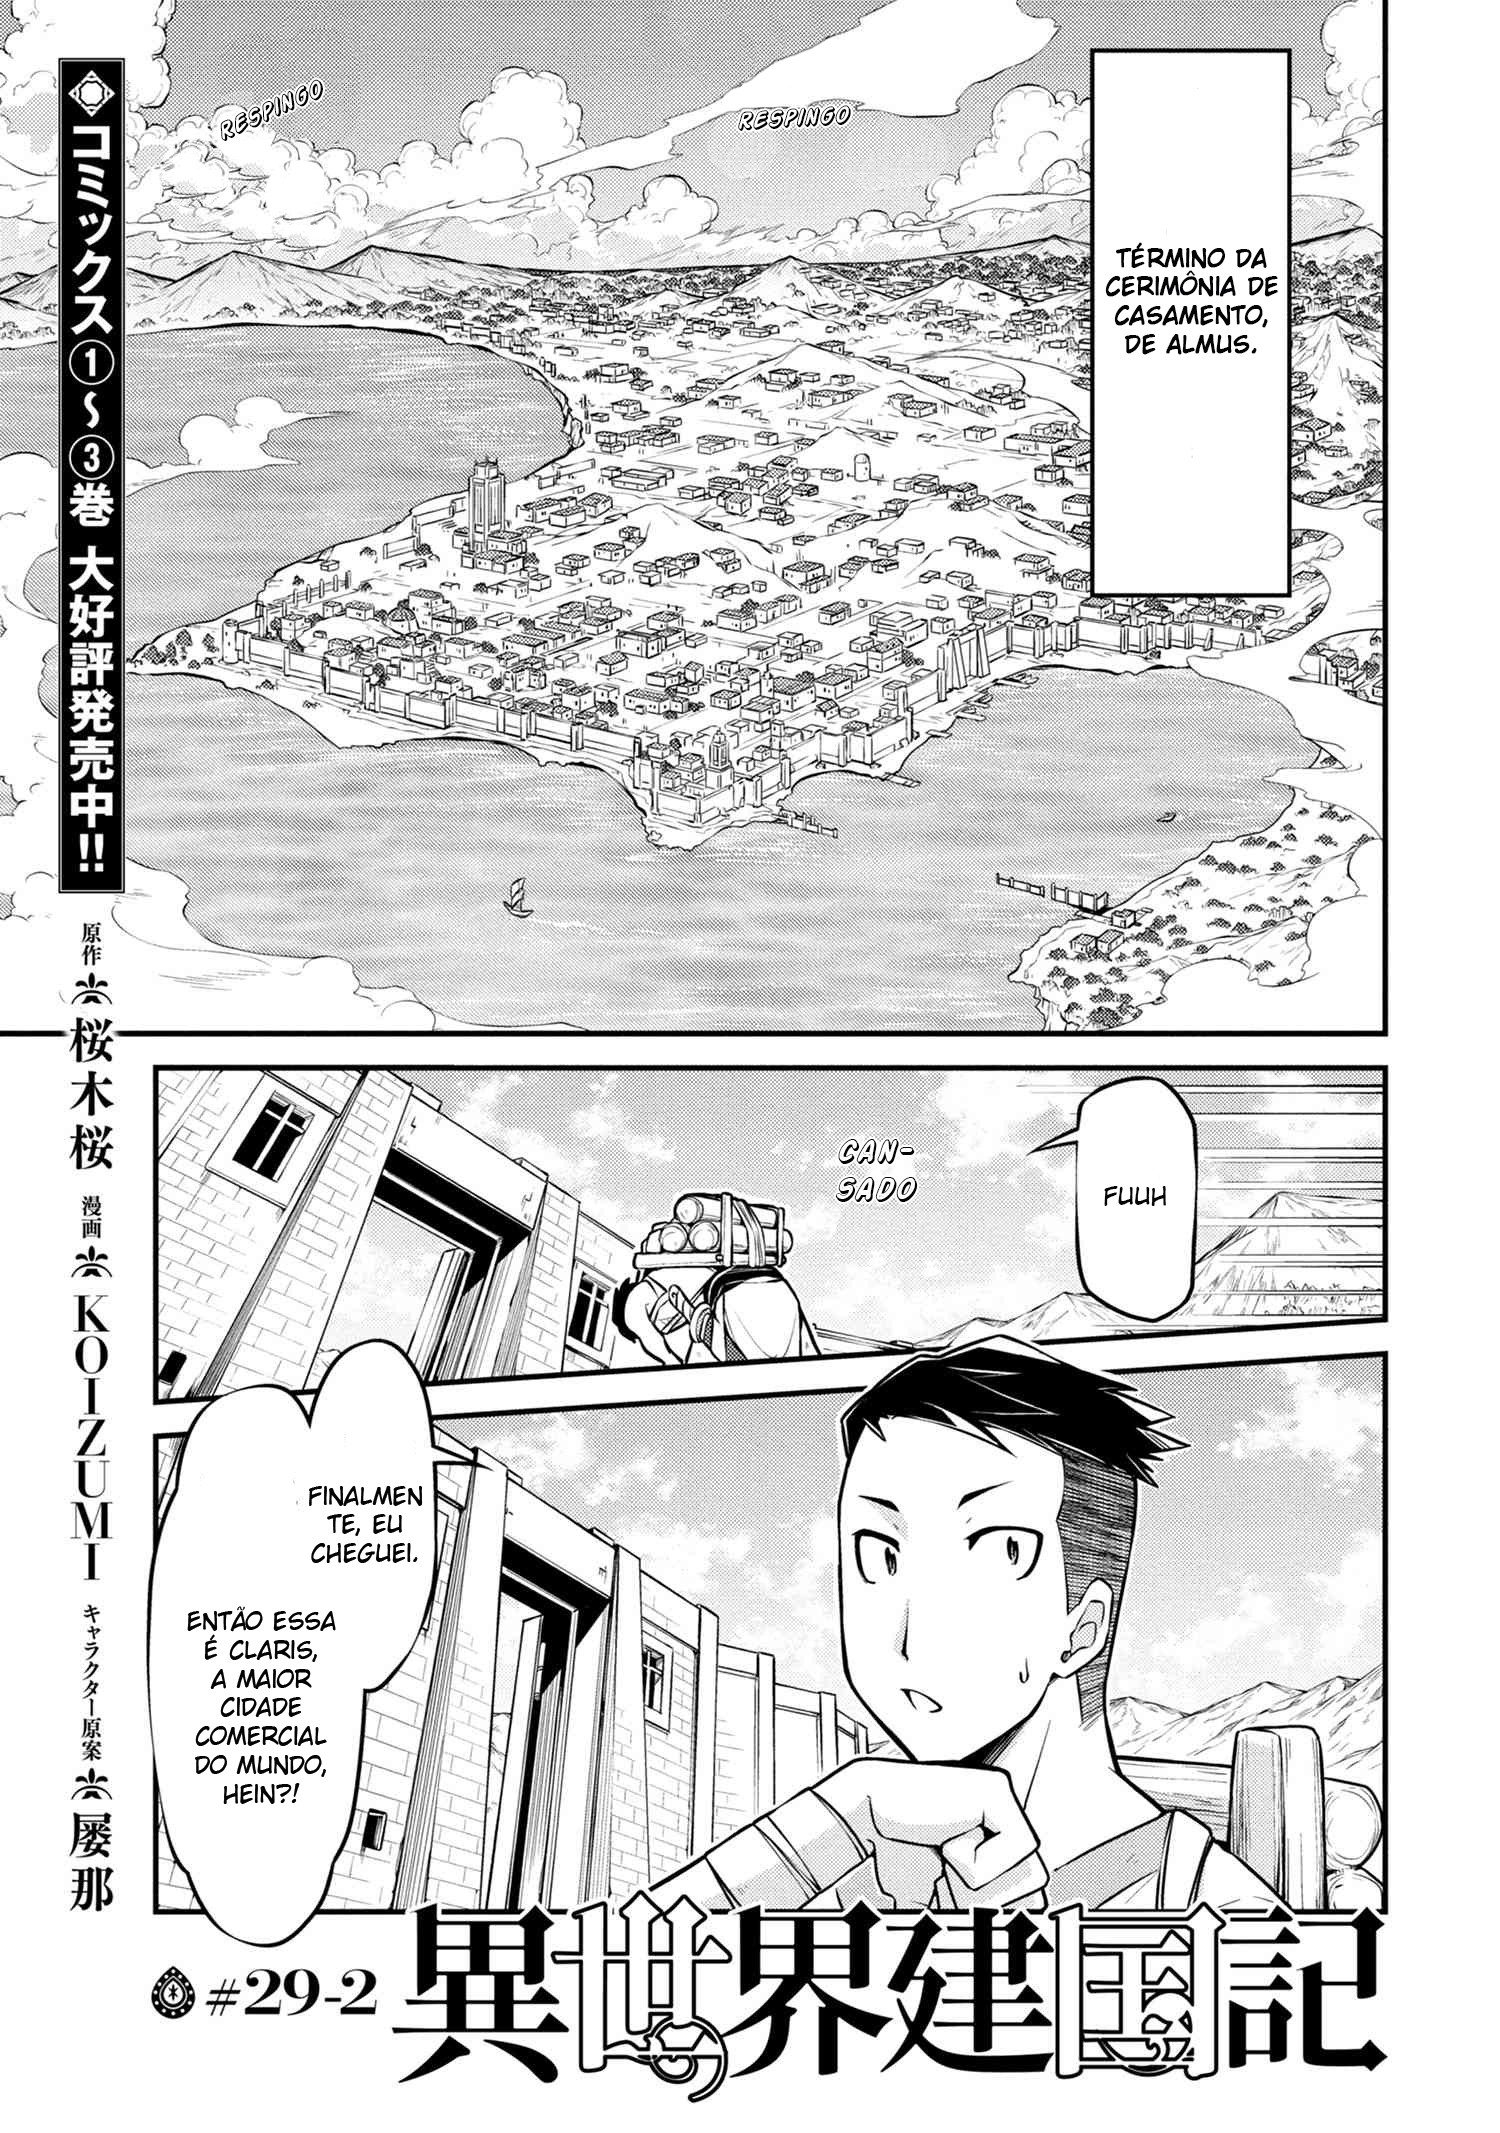 TÉRMINO DA
CERIMÔNIA DE
CASAMENTO,
DE ALMUS.
RESPINGO
RESPINGO
FUUH
CAN-
SADO
FINALMEN
TE, EU
CHEGUEI.
ENTÃO ESSA
É CLARIS,
A MAIOR
CIDADE
COMERCIAL
DO MUNDO,
HEIN?!
コミックス①〜③巻 大好評発売中!!
原作 桜木桜 漫画 KOIZUMI キャラクター原案 屡那
#29-2
異世界建国記